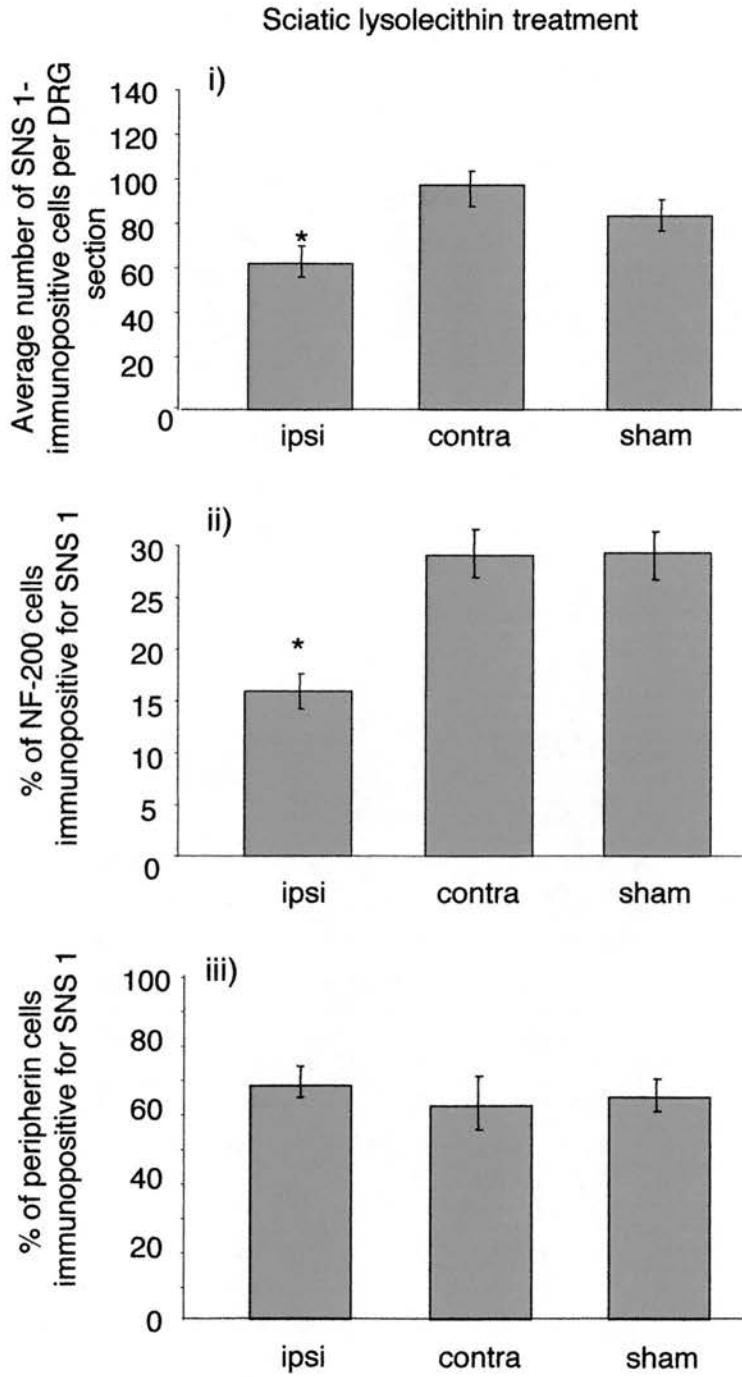 Sciatic lysolecithin treatment
i)
Average number of SNS 1-
immunopositive cells per DRG
section
140
120
100
80
60
40
20
0
*
ipsi contra sham
ii)
% of NF-200 cells
immunopositive for SNS 1
30
25
20
15
10
5
0
*
ipsi contra sham
iii)
% of peripherin cells
immunopositive for SNS 1
100
80
60
40
20
0
ipsi contra sham